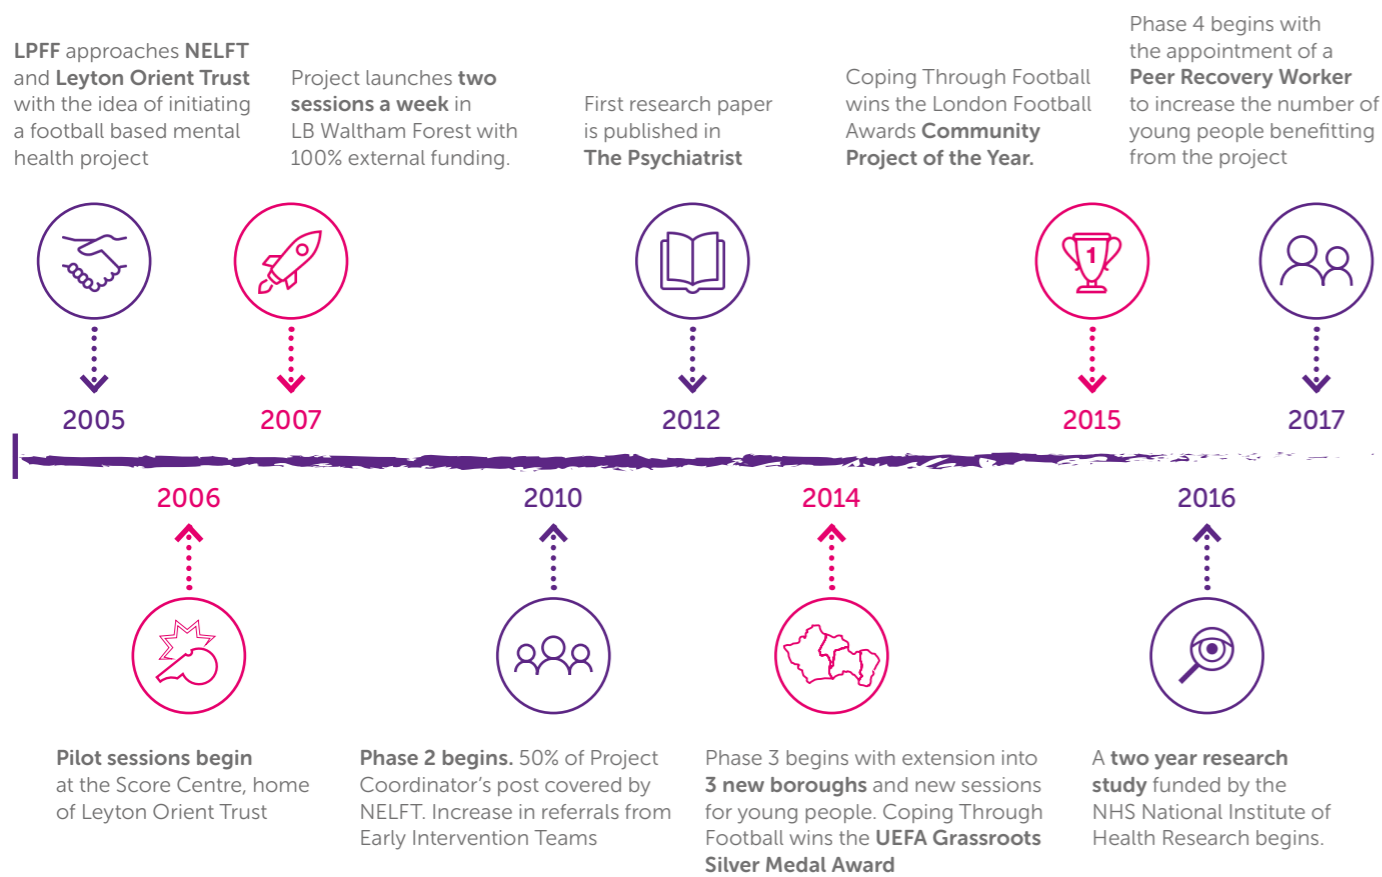 LPFF approaches NELFT
and Leyton Orient Trust
with the idea of initiating
a football based mental
health project
Project launches two
sessions a week in
LB Waltham Forest with
100% external funding.
First research paper
is published in
The Psychiatrist
Coping Through Football
wins the London Football
Awards Community
Project of the Year.
Phase 4 begins with
the appointment of a
Peer Recovery Worker
to increase the number of
young people benefitting
from the project
1
2005
2007
2012
2015
2017
2006
2010
2014
2016
Pilot sessions begin
at the Score Centre, home
of Leyton Orient Trust
Phase 2 begins. 50% of Project
Coordinator’s post covered by
NELFT. Increase in referrals from
Early Intervention Teams
Phase 3 begins with extension into
3 new boroughs and new sessions
for young people. Coping Through
Football wins the UEFA Grassroots
Silver Medal Award
A two year research
study funded by the
NHS National Institute of
Health Research begins.